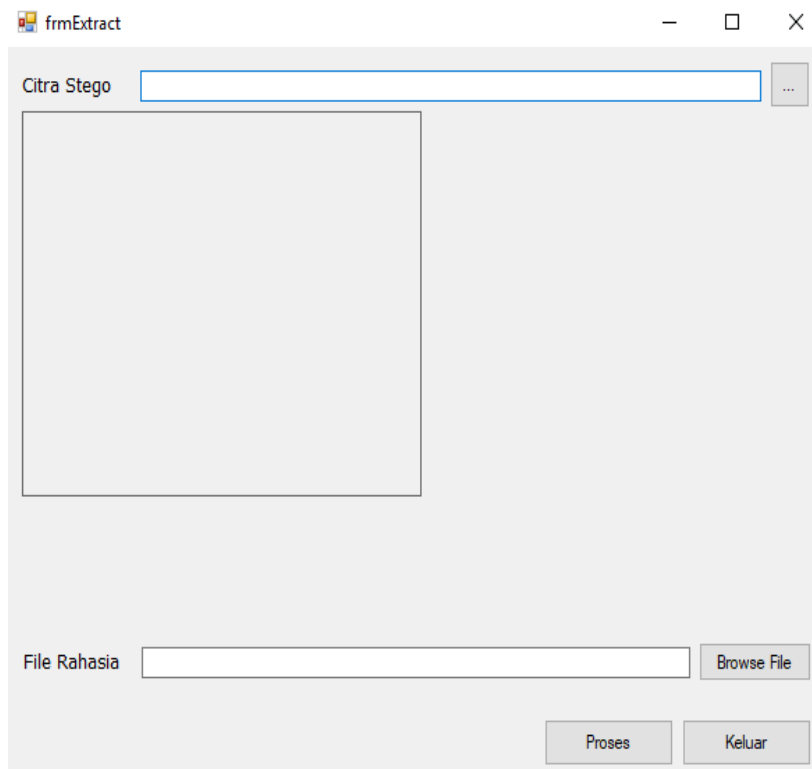 frmExtract
Citra Stego ...
File Rahasia Browse File
Proses Keluar